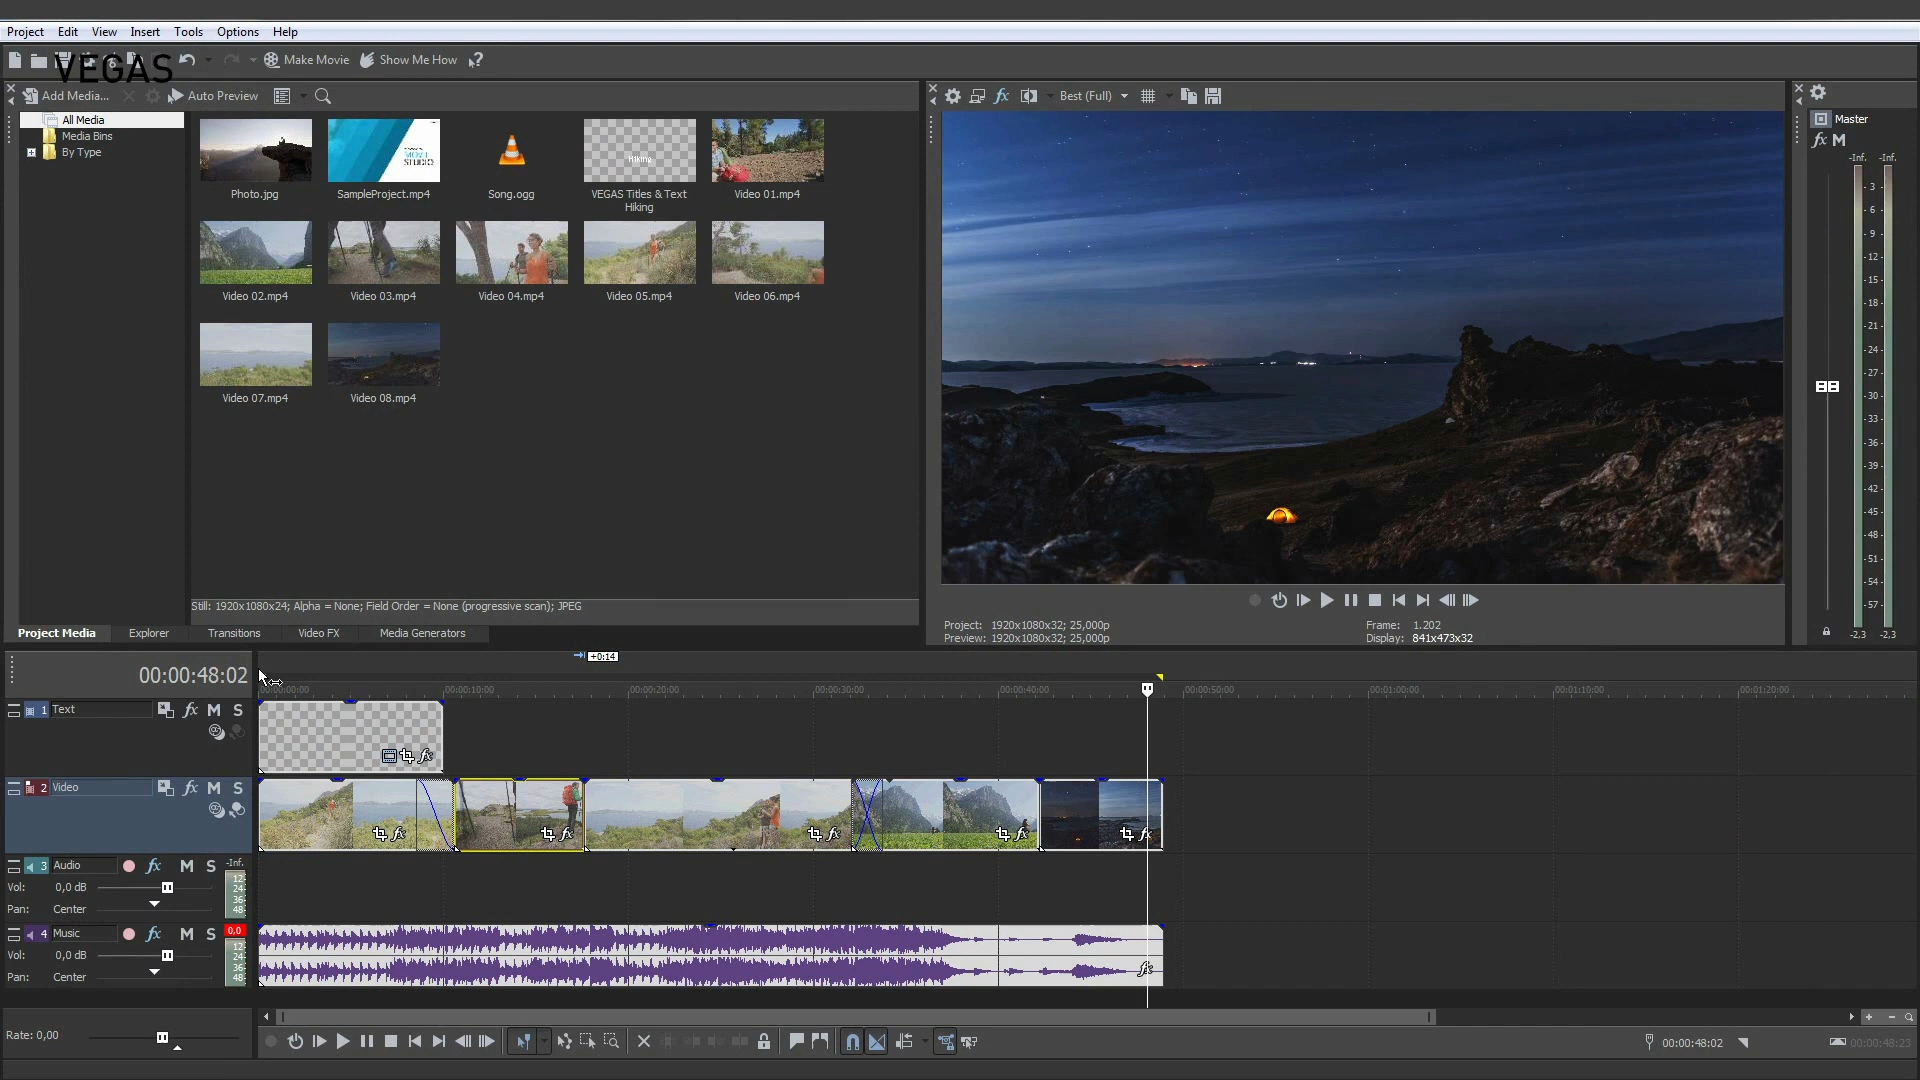 Project Edit View Insert Tools Options Help
VEGAS
Make Movie Show Me How
Add Media... Auto Preview
Best (Full)
All Media
Media Bins
By Type
Master
M
-Inf. -Inf.
Hiking
MOVIE STUDIO
Photo.jpg SampleProject.mp4 Song.ogg VEGAS Titles & Text Video 01.mp4
Hiking
Video 02.mp4 Video 03.mp4 Video 04.mp4 Video 05.mp4 Video 06.mp4
Video 07.mp4 Video 08.mp4
- 3 -
- 6 -
- 9 -
- 12 -
- 15 -
- 18 -
- 21 -
- 24 -
- 27 -
- 30 -
- 33 -
- 36 -
- 39 -
- 42 -
- 45 -
- 48 -
- 51 -
- 54 -
- 57 -
-2,3 -2,3
Still: 1920x1080x24; Alpha = None; Field Order = None (progressive scan); JPEG
Project Media Explorer Transitions Video FX Media Generators
Project: 1920x1080x32; 25,000p Frame: 1.202
Preview: 1920x1080x32; 25,000p Display: 841x473x32
+0:14
00:00:48:02
00:00:00:00 00:00:10:00 00:00:20:00 00:00:30:00 00:00:40:00 00:00:50:00 00:01:00:00 00:01:10:00 00:01:20:00
1 Text fx M S
2 Video fx M S
3 Audio fx M S -Inf.
Vol: 0,0 dB 12 24
Pan: Center 36 48
4 Music fx M S 0,0
Vol: 0,0 dB 12 24
Pan: Center 36 48
Rate: 0,00
00:00:48:02 00:00:48:23